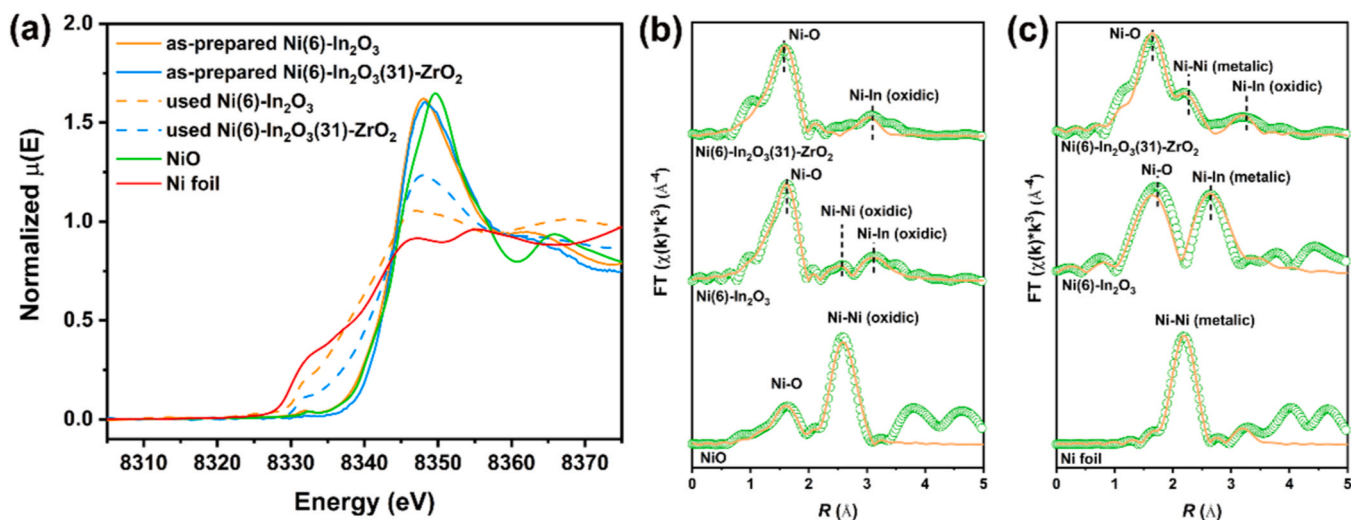 (a)
2.0
1.5
1.0
0.5
0.0
Normalized μ(E)
as-prepared Ni(6)-In₂O₃
as-prepared Ni(6)-In₂O₃(31)-ZrO₂
used Ni(6)-In₂O₃
used Ni(6)-In₂O₃(31)-ZrO₂
NiO
Ni foil
8310 8320 8330 8340 8350 8360 8370
Energy (eV)
(b)
FT (χ(k)*k³) (Å⁻⁴)
Ni-O
Ni-In (oxidic)
Ni(6)-In₂O₃(31)-ZrO₂
Ni-O
Ni-Ni (oxidic)
Ni-In (oxidic)
Ni(6)-In₂O₃
Ni-Ni (oxidic)
Ni-O
NiO
0 1 2 3 4 5
R (Å)
(c)
FT (χ(k)*k³) (Å⁻⁴)
Ni-O
Ni-Ni (metalic)
Ni-In (oxidic)
Ni(6)-In₂O₃(31)-ZrO₂
Ni-O
Ni-In (metalic)
Ni(6)-In₂O₃
Ni-Ni (metalic)
Ni foil
0 1 2 3 4 5
R (Å)